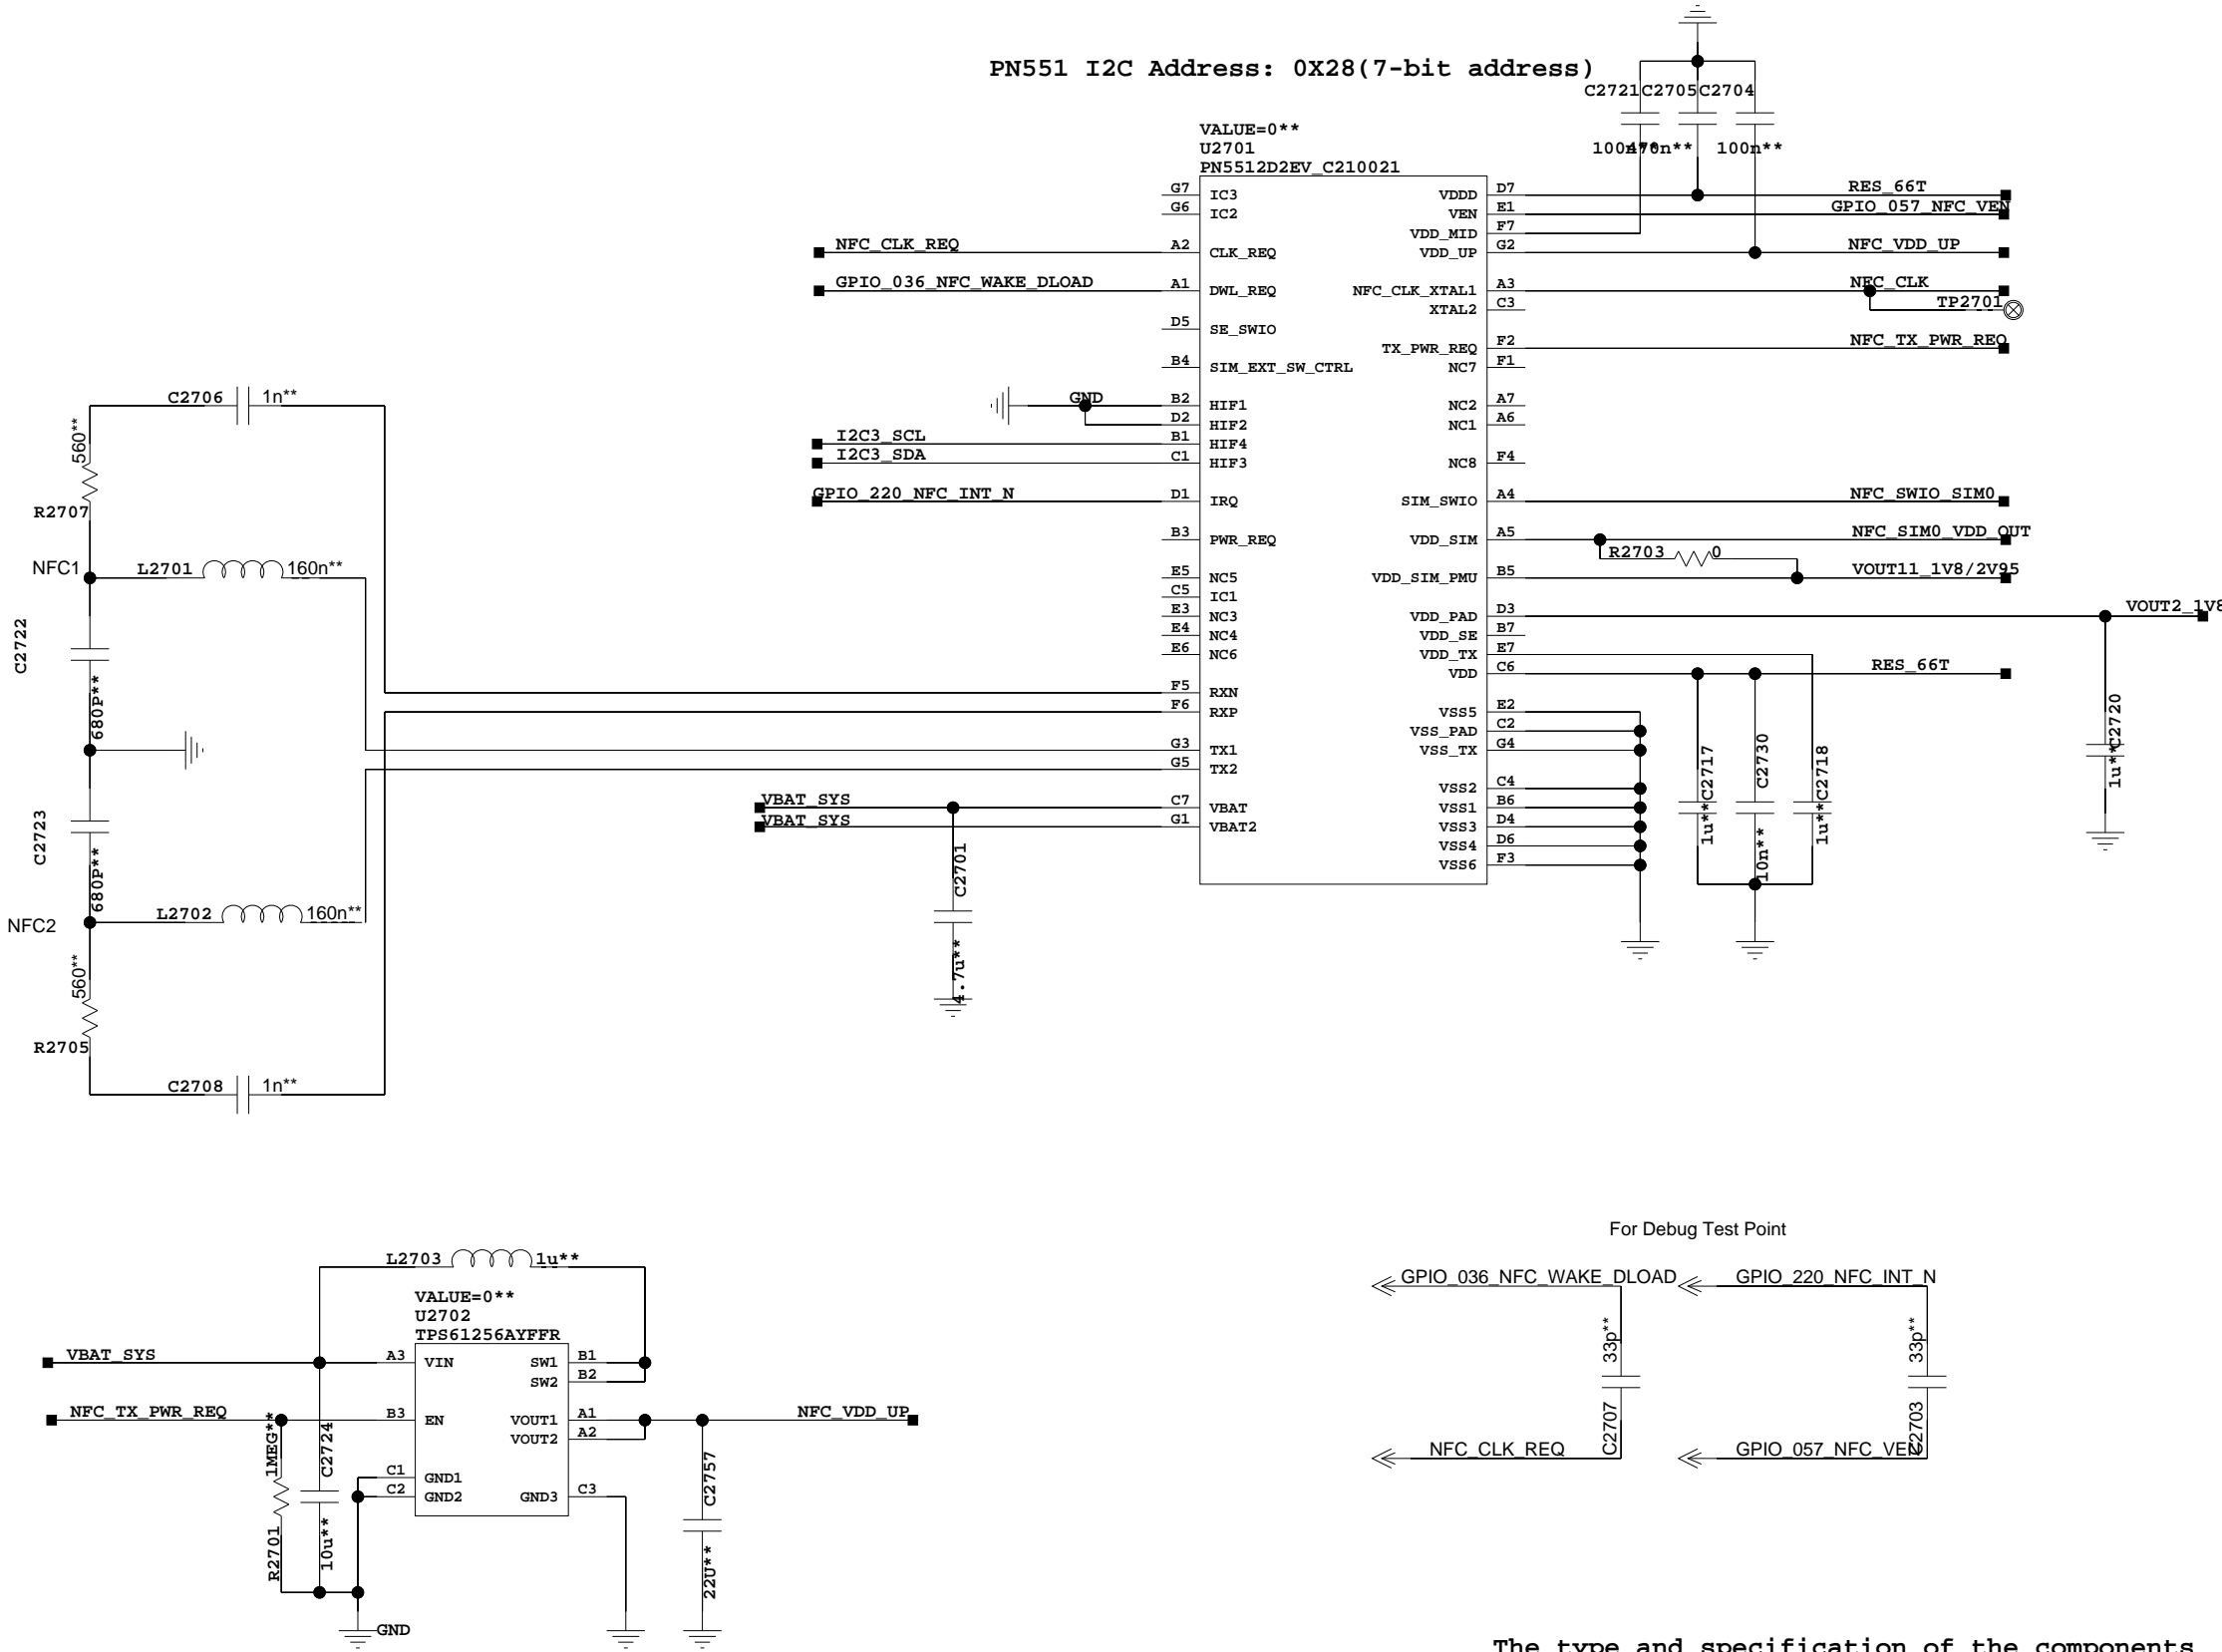 PN551 I2C Address: 0X28(7-bit address)
C2721 C2705 C2704
100n** 470n** 100n**
VALUE=0**
U2701
PN5512D2EV_C210021
G7 IC3
G6 IC2
NFC_CLK_REQ A2 CLK_REQ
GPIO_036_NFC_WAKE_DLOAD A1 DWL_REQ
D5 SE_SWIO
B4 SIM_EXT_SW_CTRL
GND B2 HIF1
D2 HIF2
I2C3_SCL B1 HIF4
I2C3_SDA C1 HIF3
GPIO_220_NFC_INT_N D1 IRQ
B3 PWR_REQ
E5 NC5
C5 IC1
E3 NC3
E4 NC4
E6 NC6
F5 RXN
F6 RXP
G3 TX1
G5 TX2
VBAT_SYS C7 VBAT
VBAT_SYS G1 VBAT2
C2701
4.7u**
VDDD D7 RES_66T
VEN E1 GPIO_057_NFC_VEN
VDD_MID F7
VDD_UP G2 NFC_VDD_UP
NFC_CLK_XTAL1 A3 NFC_CLK
XTAL2 C3 TP2701
TX_PWR_REQ F2 NFC_TX_PWR_REQ
NC7 F1
NC2 A7
NC1 A6
NC8 F4
SIM_SWIO A4 NFC_SWIO_SIM0
VDD_SIM A5 NFC_SIM0_VDD_OUT
R2703 0
VDD_SIM_PMU B5 VOUT11_1V8/2V95
VDD_PAD D3 VOUT2_1V8
VDD_SE B7
VDD_TX E7
VDD C6 RES_66T
VSS5 E2
VSS_PAD C2
VSS_TX G4
VSS2 C4
VSS1 B6
VSS3 D4
VSS4 D6
VSS6 F3
1u** C2717
10n** C2730
1u** C2718
1u** C2720
C2706 1n**
560**
R2707
NFC1 L2701 160n**
C2722
680P**
C2723
680P**
NFC2 L2702 160n**
560**
R2705
C2708 1n**
L2703 1u**
VALUE=0**
U2702
TPS61256AYFFR
VBAT_SYS A3 VIN SW1 B1
SW2 B2
NFC_TX_PWR_REQ B3 EN VOUT1 A1 NFC_VDD_UP
VOUT2 A2
C1 GND1
C2 GND2 GND3 C3
R2701 1MEG**
10u** C2724
22U** C2757
GND
For Debug Test Point
GPIO_036_NFC_WAKE_DLOAD GPIO_220_NFC_INT_N
C2707 33p**
C2703 33p**
NFC_CLK_REQ GPIO_057_NFC_VEN
The type and specification of the components